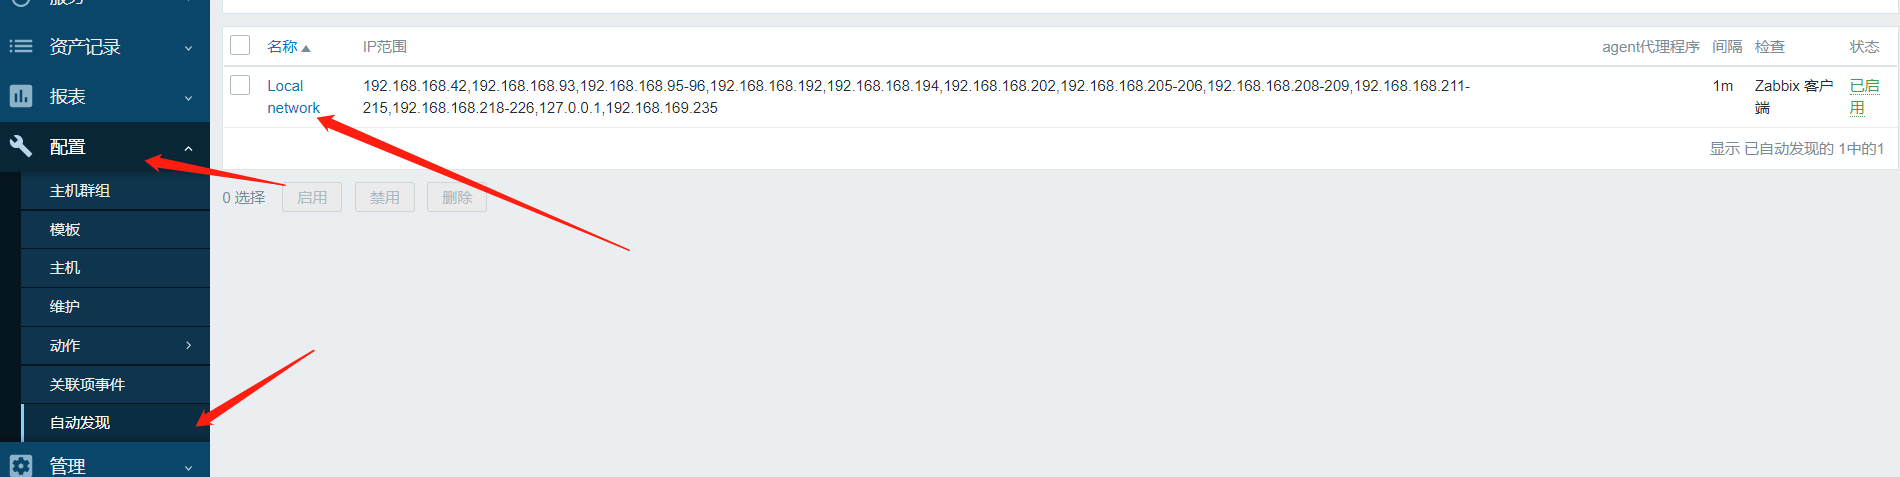 服务
资产记录
报表
配置
主机群组
模板
主机
维护
动作
关联项事件
自动发现
管理
名称 IP范围 agent代理程序 间隔 检查 状态
Local network
192.168.168.42,192.168.168.93,192.168.168.95-96,192.168.168.192,192.168.168.194,192.168.168.202,192.168.168.205-206,192.168.168.208-209,192.168.168.211-
215,192.168.168.218-226,127.0.0.1,192.168.169.235
1m
Zabbix 客户端
已启用
显示 已自动发现的 1中的1
0 选择 启用 禁用 删除